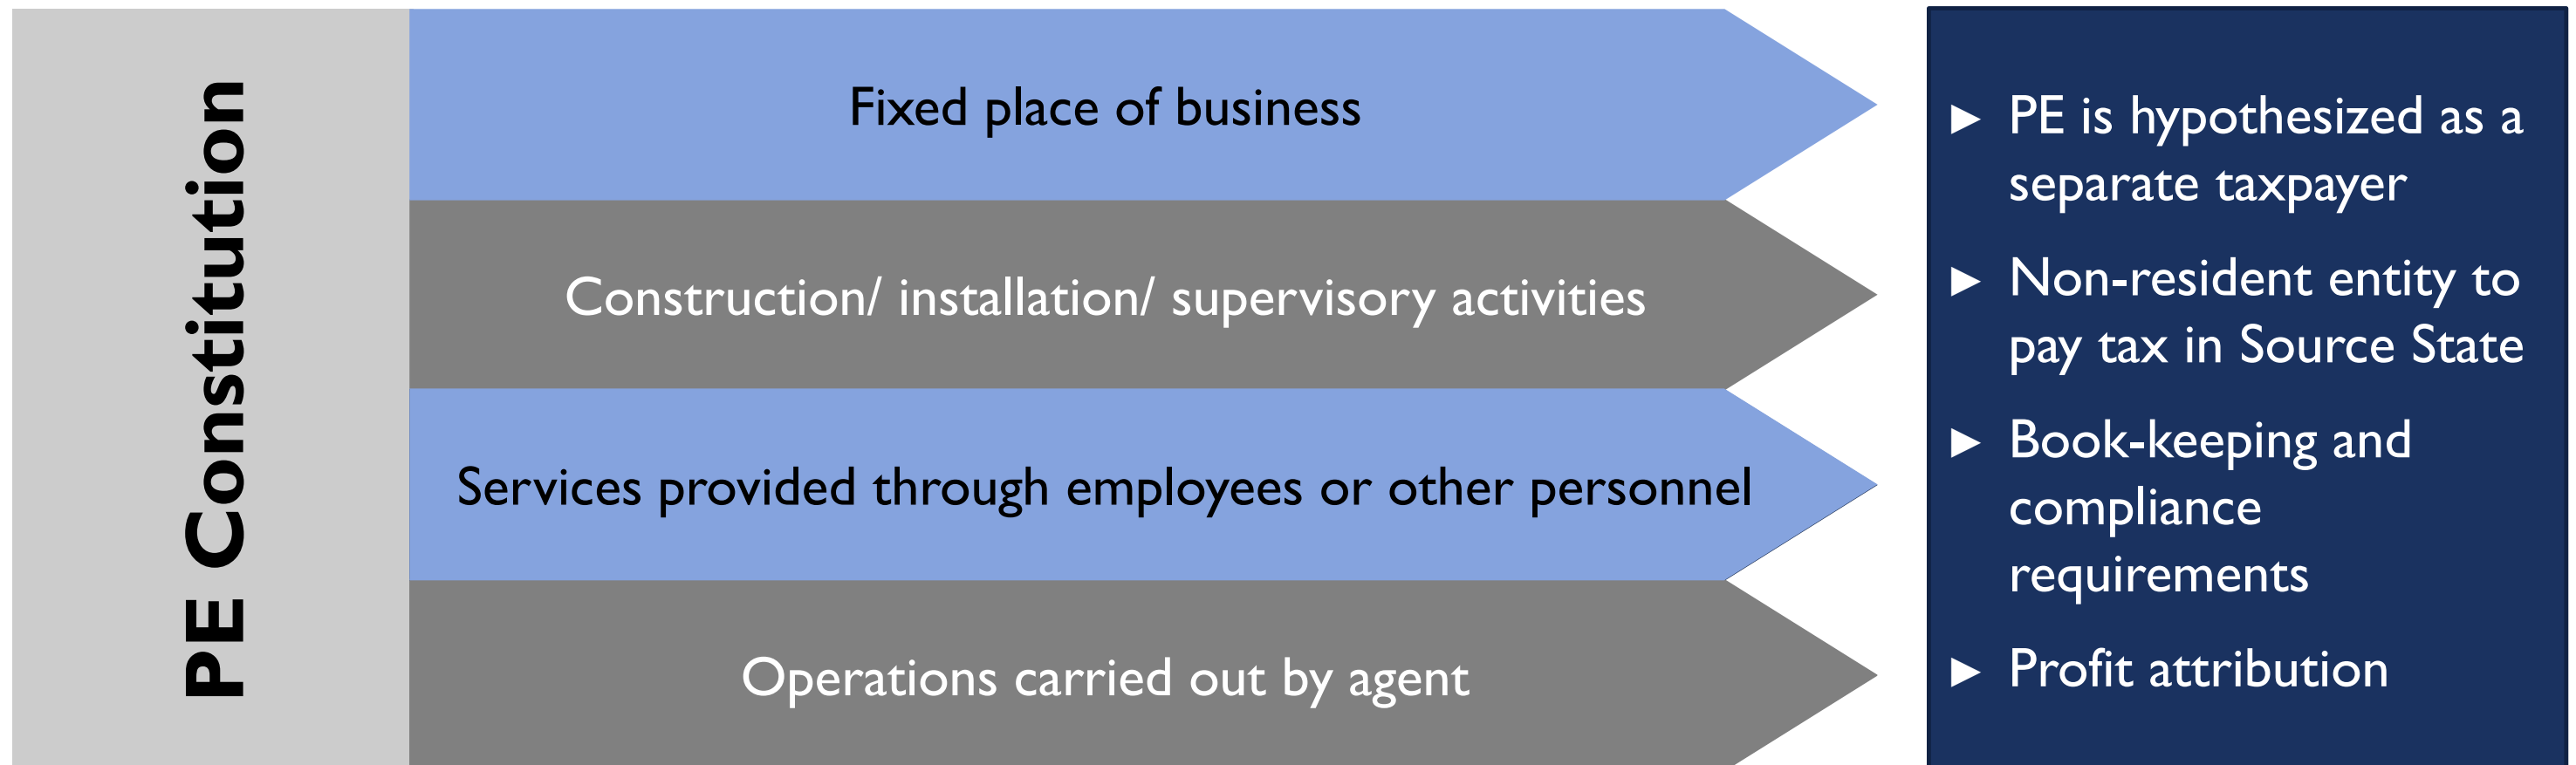 PE Constitution
Fixed place of business
Construction/ installation/ supervisory activities
Services provided through employees or other personnel
Operations carried out by agent
► PE is hypothesized as a
separate taxpayer
► Non-resident entity to
pay tax in Source State
► Book-keeping and
compliance
requirements
► Profit attribution